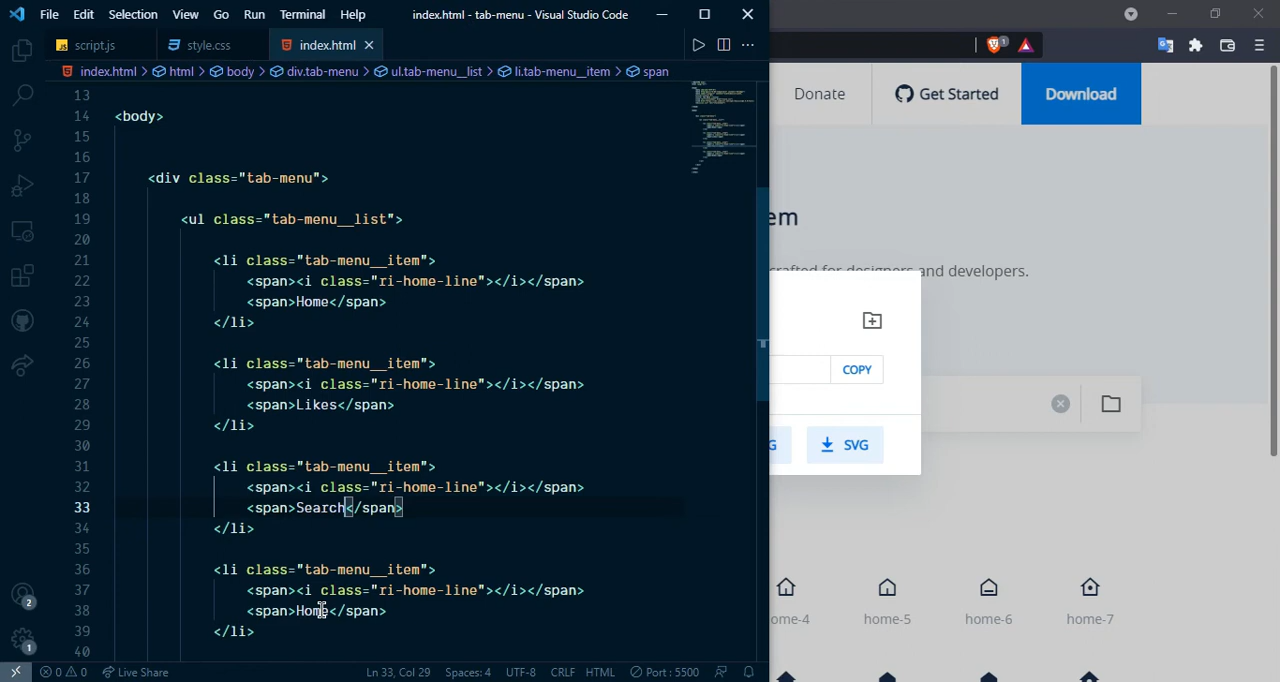 File Edit Selection View Go Run Terminal Help index.html - tab-menu - Visual Studio Code
script.js style.css index.html
index.html > html > body > div.tab-menu > ul.tab-menu__list > li.tab-menu__item > span
13
14 <body>
15
16
17 <div class="tab-menu">
18
19 <ul class="tab-menu__list">
20
21 <li class="tab-menu__item">
22 <span><i class="ri-home-line"></i></span>
23 <span>Home</span>
24 </li>
25
26 <li class="tab-menu__item">
27 <span><i class="ri-home-line"></i></span>
28 <span>Likes</span>
29 </li>
30
31 <li class="tab-menu__item">
32 <span><i class="ri-home-line"></i></span>
33 <span>Search</span>
34 </li>
35
36 <li class="tab-menu__item">
37 <span><i class="ri-home-line"></i></span>
38 <span>Home</span>
39 </li>
40
2
1
0 0 Live Share Ln 33, Col 29 Spaces: 4 UTF-8 CRLF HTML Port : 5500
1
Donate Get Started Download
em
crafted for designers and developers.
COPY
G SVG
ome-4 home-5 home-6 home-7